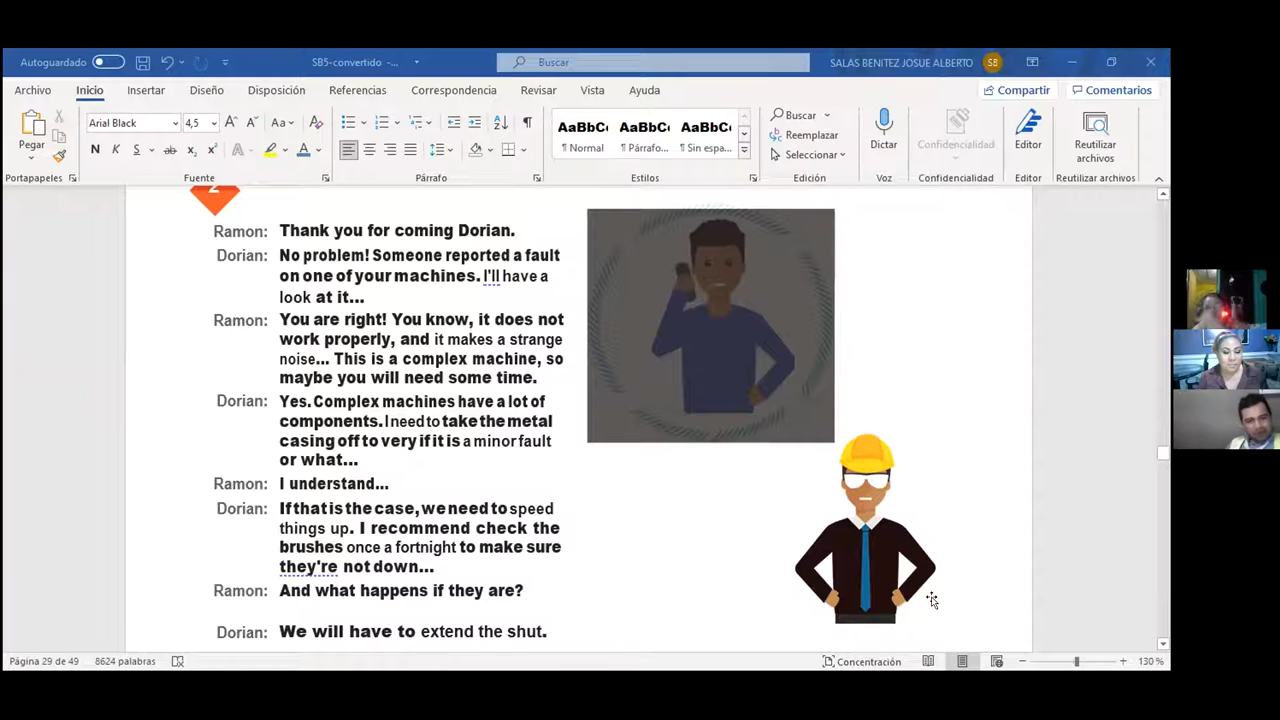 Autoguardado
SB5-convertido -...
Buscar
SALAS BENITEZ JOSUE ALBERTO
SB
Archivo Inicio Insertar Diseño Disposición Referencias Correspondencia Revisar Vista Ayuda
Compartir Comentarios
Pegar
Arial Black 4,5
Aa
N K S ab x₂ x² A A
AaBbCc AaBbCc AaBbCc
¶ Normal ¶ Párrafo... ¶ Sin espa...
Buscar
Reemplazar
Seleccionar
Dictar
Confidencialidad
Editor
Reutilizar
archivos
Portapapeles Fuente Párrafo Estilos Edición Voz Confidencialidad Editor Reutilizar archivos
2
Ramon: Thank you for coming Dorian.
Dorian: No problem! Someone reported a fault
on one of your machines. I'll have a
look at it...
Ramon: You are right! You know, it does not
work properly, and it makes a strange
noise... This is a complex machine, so
maybe you will need some time.
Dorian: Yes. Complex machines have a lot of
components. I need to take the metal
casing off to very if it is a minor fault
or what...
Ramon: I understand...
Dorian: If that is the case, we need to speed
things up. I recommend check the
brushes once a fortnight to make sure
they're not down...
Ramon: And what happens if they are?
Dorian: We will have to extend the shut.
Página 29 de 49 8624 palabras
Concentración
130 %